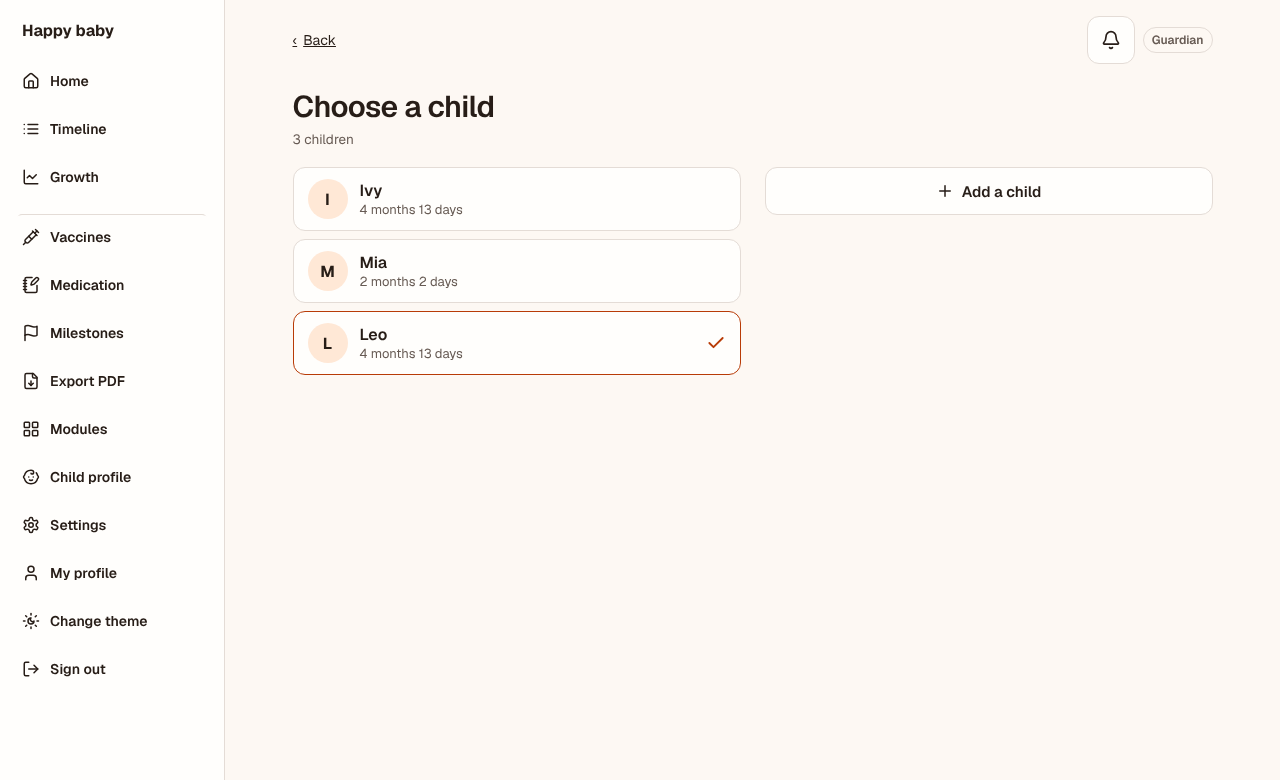 Happy baby
Home
Timeline
Growth
Vaccines
Medication
Milestones
Export PDF
Modules
Child profile
Settings
My profile
Change theme
Sign out
‹ Back
Guardian
Choose a child
3 children
I
Ivy
4 months 13 days
M
Mia
2 months 2 days
L
Leo
4 months 13 days
Add a child